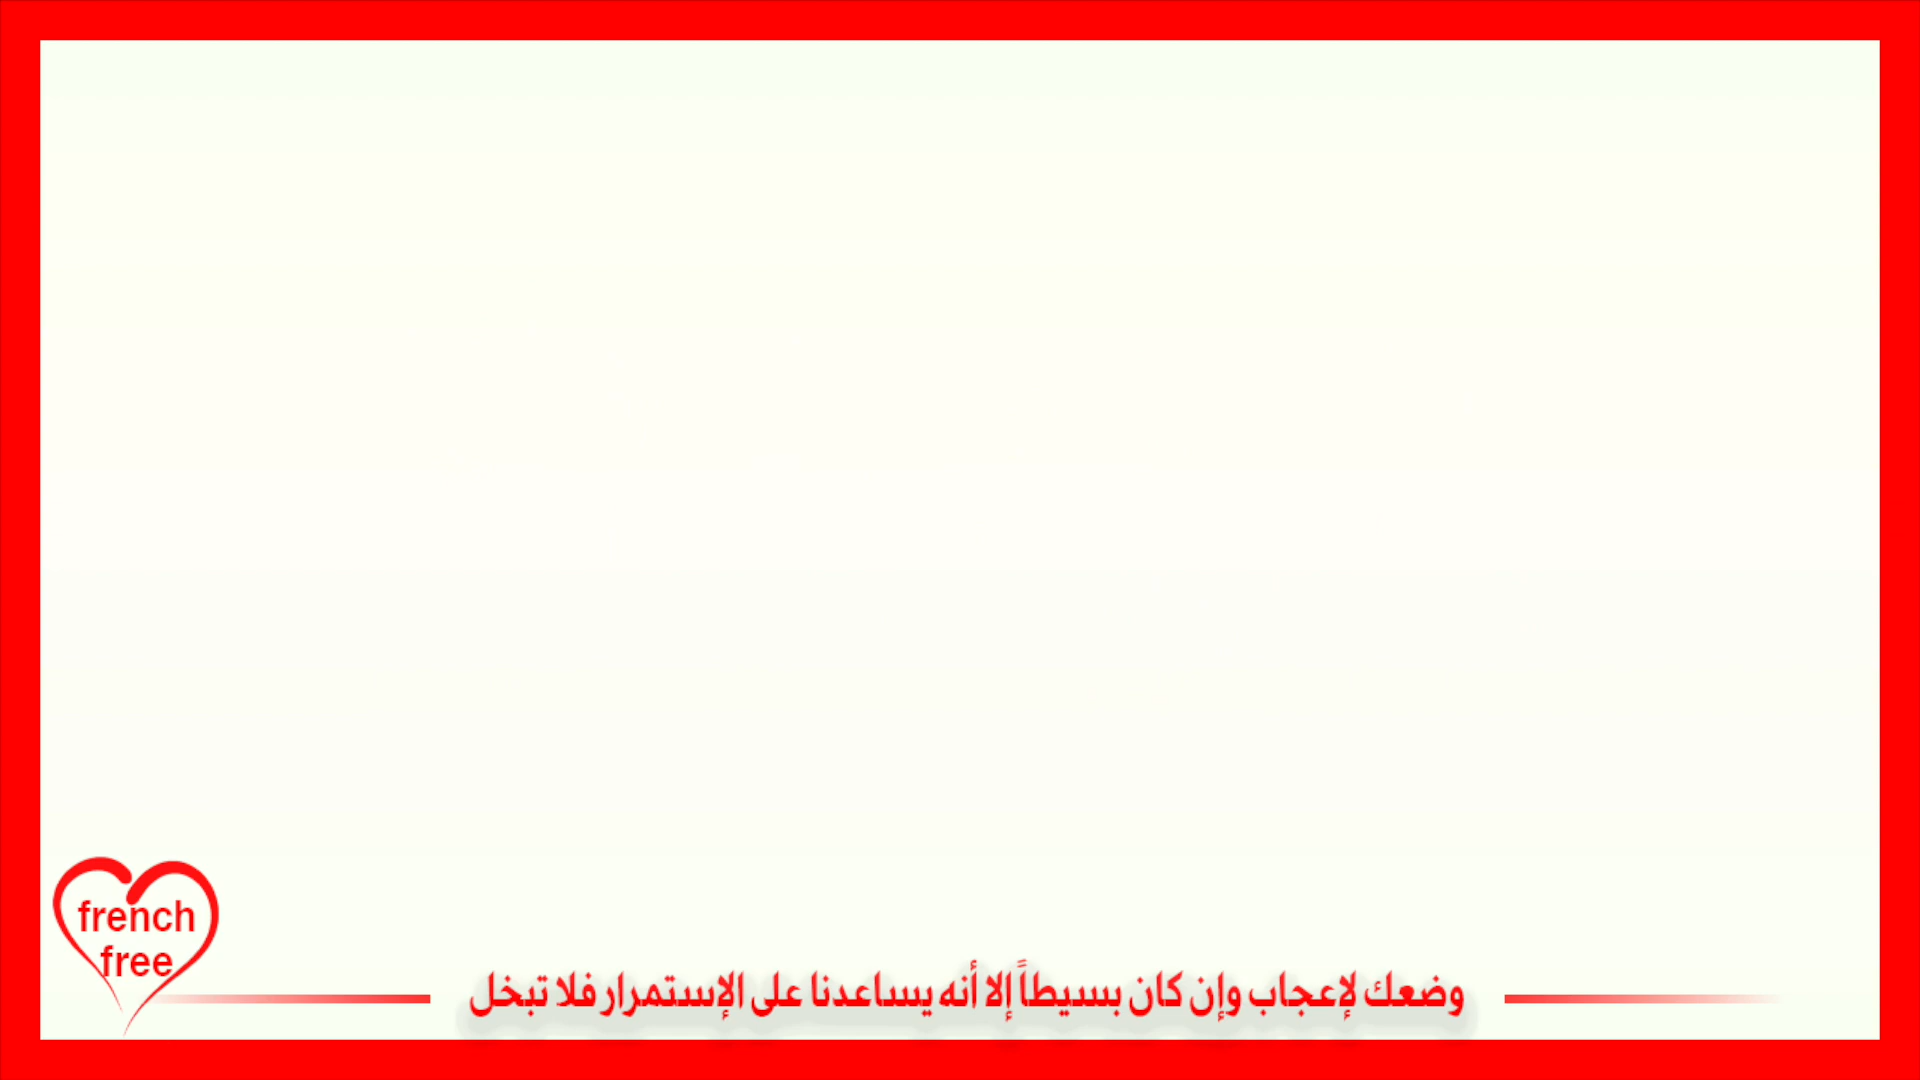 french
free
وضعك لإعجاب وإن كان بسيطاً إلا أنه يساعدنا على الإستمرار فلا تبخل